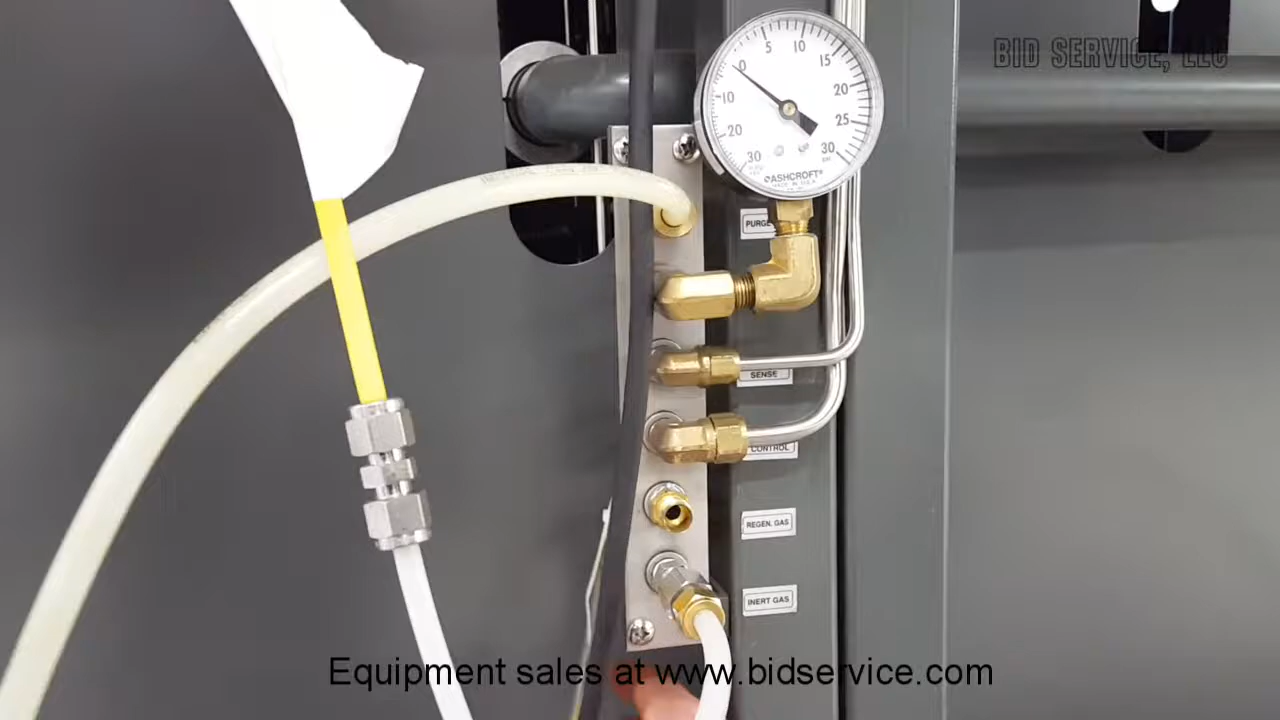 BID SERVICE, LLC
0 5 10 15 20 25 30
10 20 30
ASHCROFT®
PURGE
SENSE
CONTROL
REGEN. GAS
INERT GAS
Equipment sales at www.bidservice.com